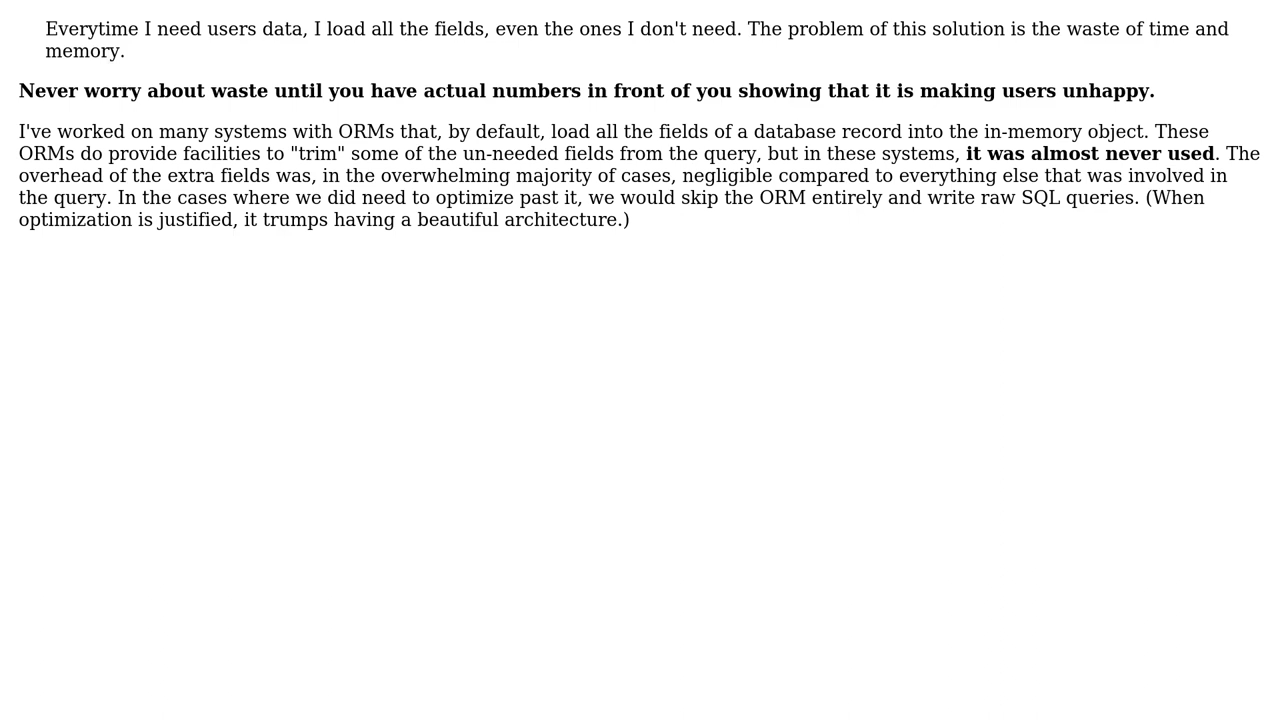 Everytime I need users data, I load all the fields, even the ones I don't need. The problem of this solution is the waste of time and
memory.
Never worry about waste until you have actual numbers in front of you showing that it is making users unhappy.
I've worked on many systems with ORMs that, by default, load all the fields of a database record into the in-memory object. These
ORMs do provide facilities to "trim" some of the un-needed fields from the query, but in these systems, it was almost never used. The
overhead of the extra fields was, in the overwhelming majority of cases, negligible compared to everything else that was involved in
the query. In the cases where we did need to optimize past it, we would skip the ORM entirely and write raw SQL queries. (When
optimization is justified, it trumps having a beautiful architecture.)